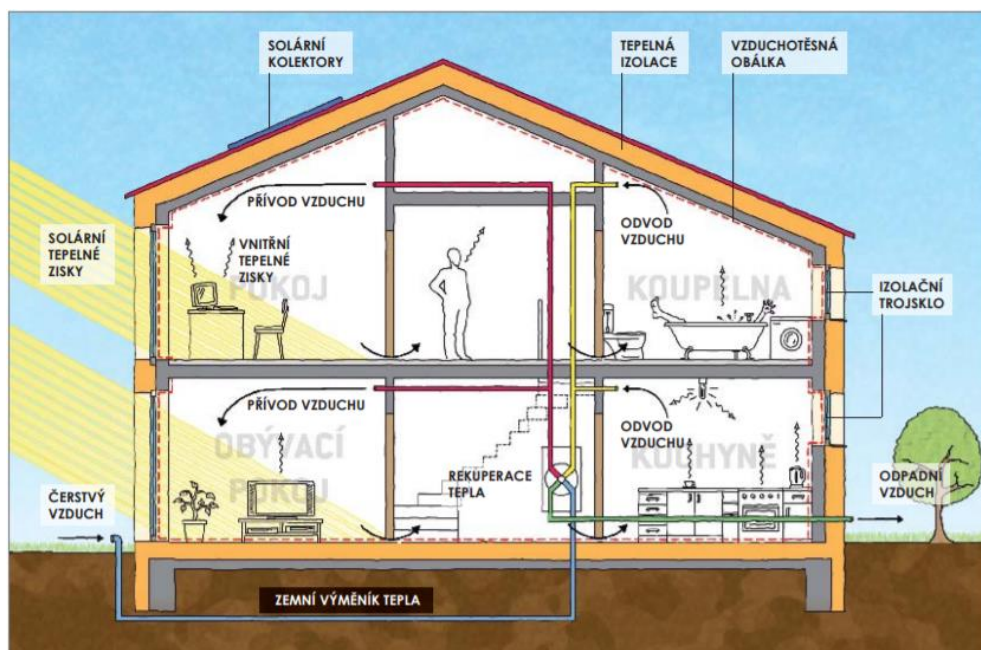 SOLÁRNÍ
KOLEKTORY
TEPELNÁ
IZOLACE
VZDUCHOTĚSNÁ
OBÁLKA
PŘÍVOD VZDUCHU
ODVOD
VZDUCHU
SOLÁRNÍ
TEPELNÉ
ZISKY
VNITŘNÍ
TEPELNÉ
ZISKY
POKOJ
KOUPELNA
IZOLAČNÍ
TROJSKLO
PŘÍVOD VZDUCHU
ODVOD
VZDUCHU
OBÝVACÍ
POKOJ
KUCHYNĚ
REKUPERACE
TEPLA
ČERSTVÝ
VZDUCH
ODPADNÍ
VZDUCH
ZEMNÍ VÝMĚNÍK TEPLA